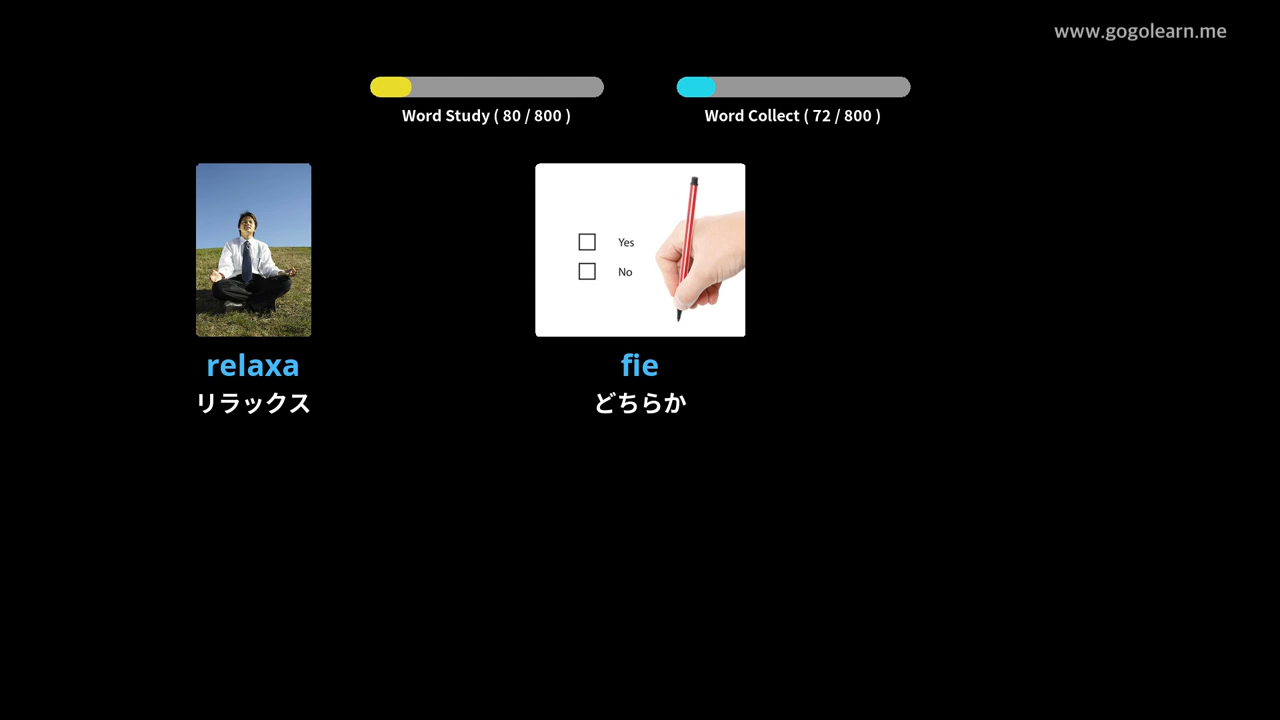 www.gogolearn.me
Word Study ( 80 / 800 )
Word Collect ( 72 / 800 )
Yes
No
relaxa
リラックス
fie
どちらか